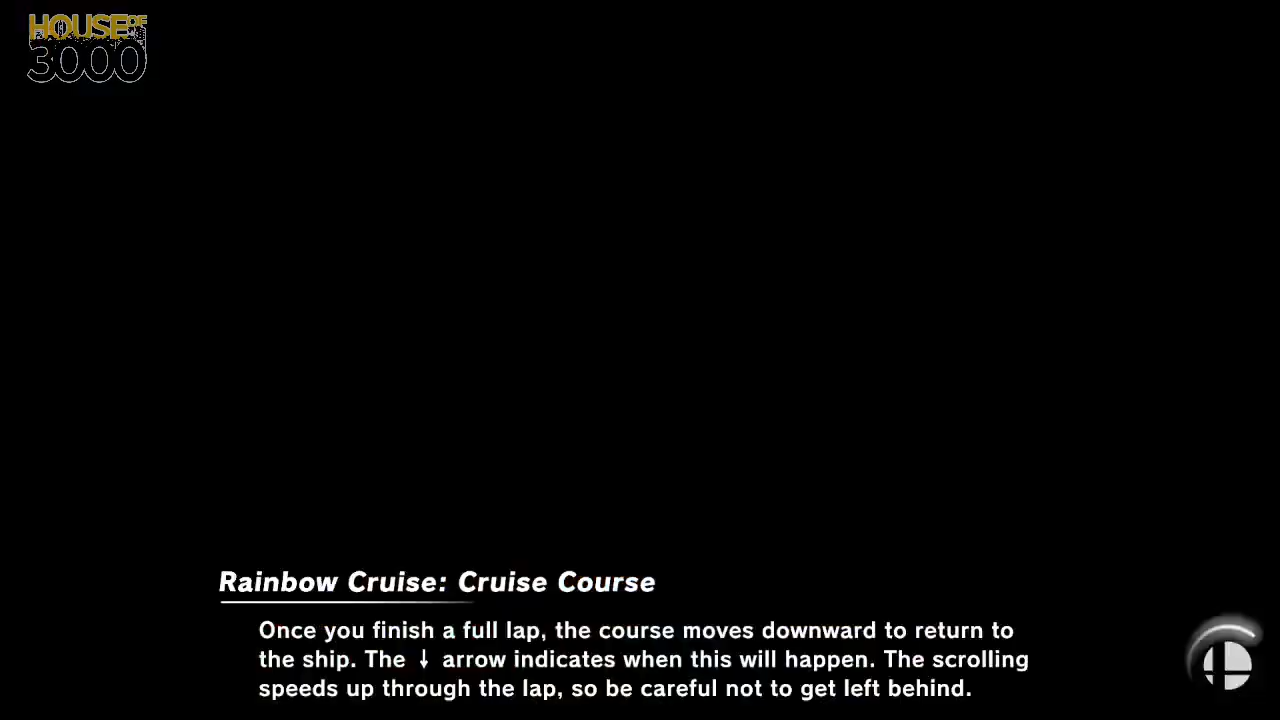 HOUSE OF
3000
Rainbow Cruise: Cruise Course
Once you finish a full lap, the course moves downward to return to
the ship. The ↓ arrow indicates when this will happen. The scrolling
speeds up through the lap, so be careful not to get left behind.